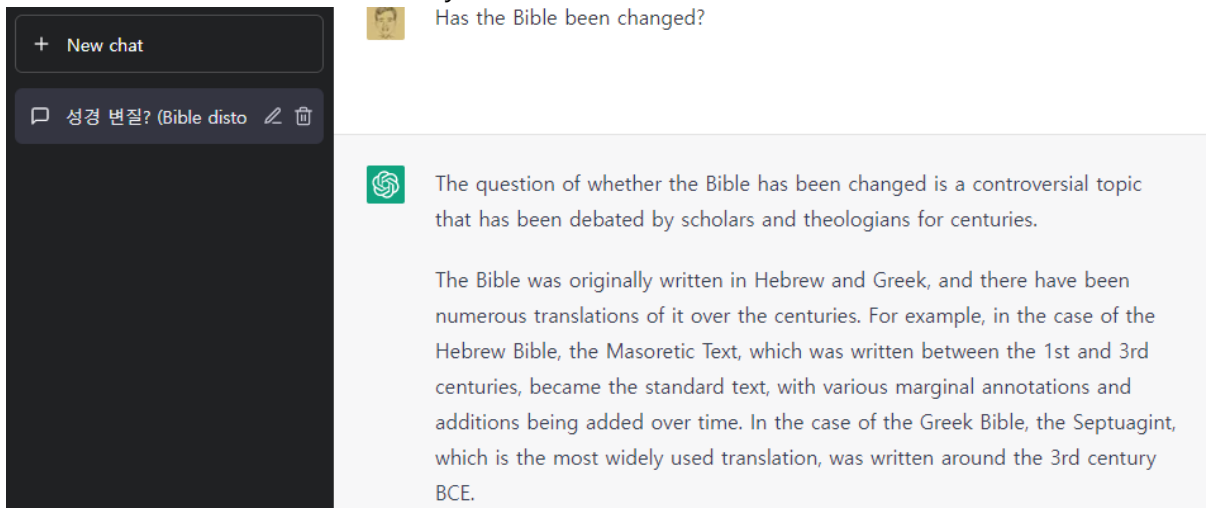 Has the Bible been changed?
+ New chat
성경 변질? (Bible disto
The question of whether the Bible has been changed is a controversial topic
that has been debated by scholars and theologians for centuries.
The Bible was originally written in Hebrew and Greek, and there have been
numerous translations of it over the centuries. For example, in the case of the
Hebrew Bible, the Masoretic Text, which was written between the 1st and 3rd
centuries, became the standard text, with various marginal annotations and
additions being added over time. In the case of the Greek Bible, the Septuagint,
which is the most widely used translation, was written around the 3rd century
BCE.